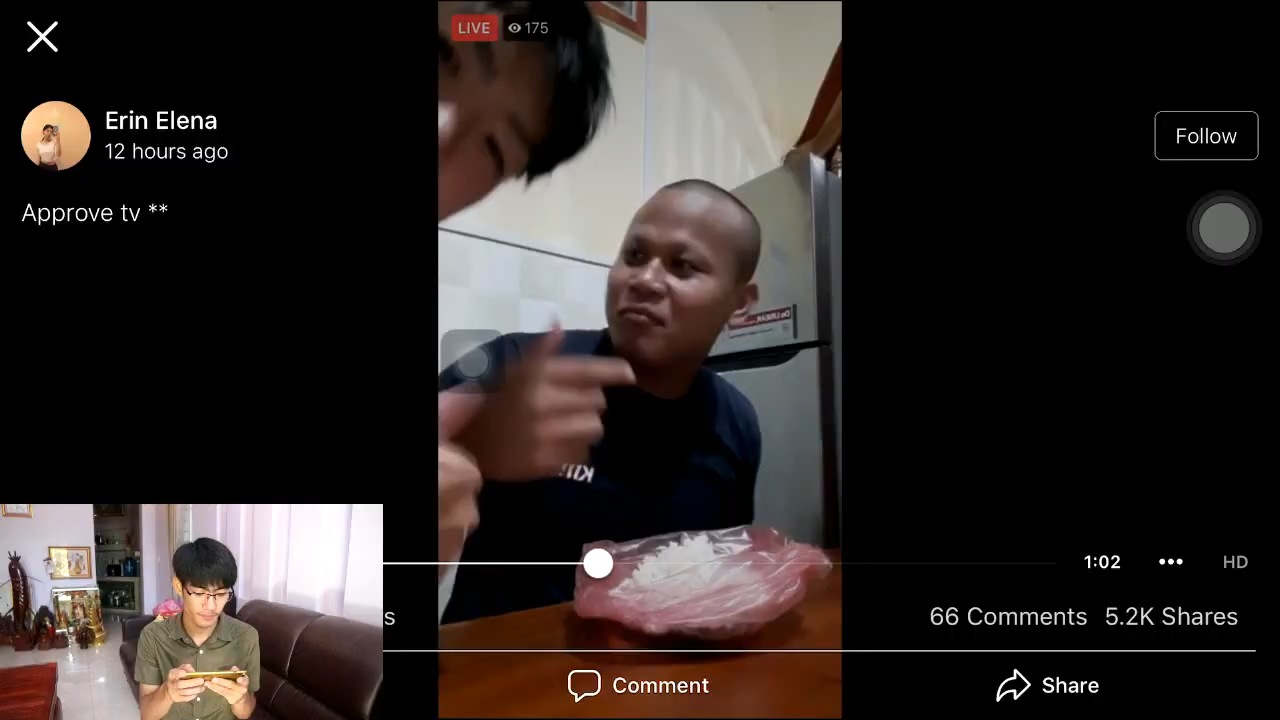 LIVE 175
Erin Elena
12 hours ago
Follow
Approve tv **
1:02
HD
66 Comments 5.2K Shares
Comment
Share